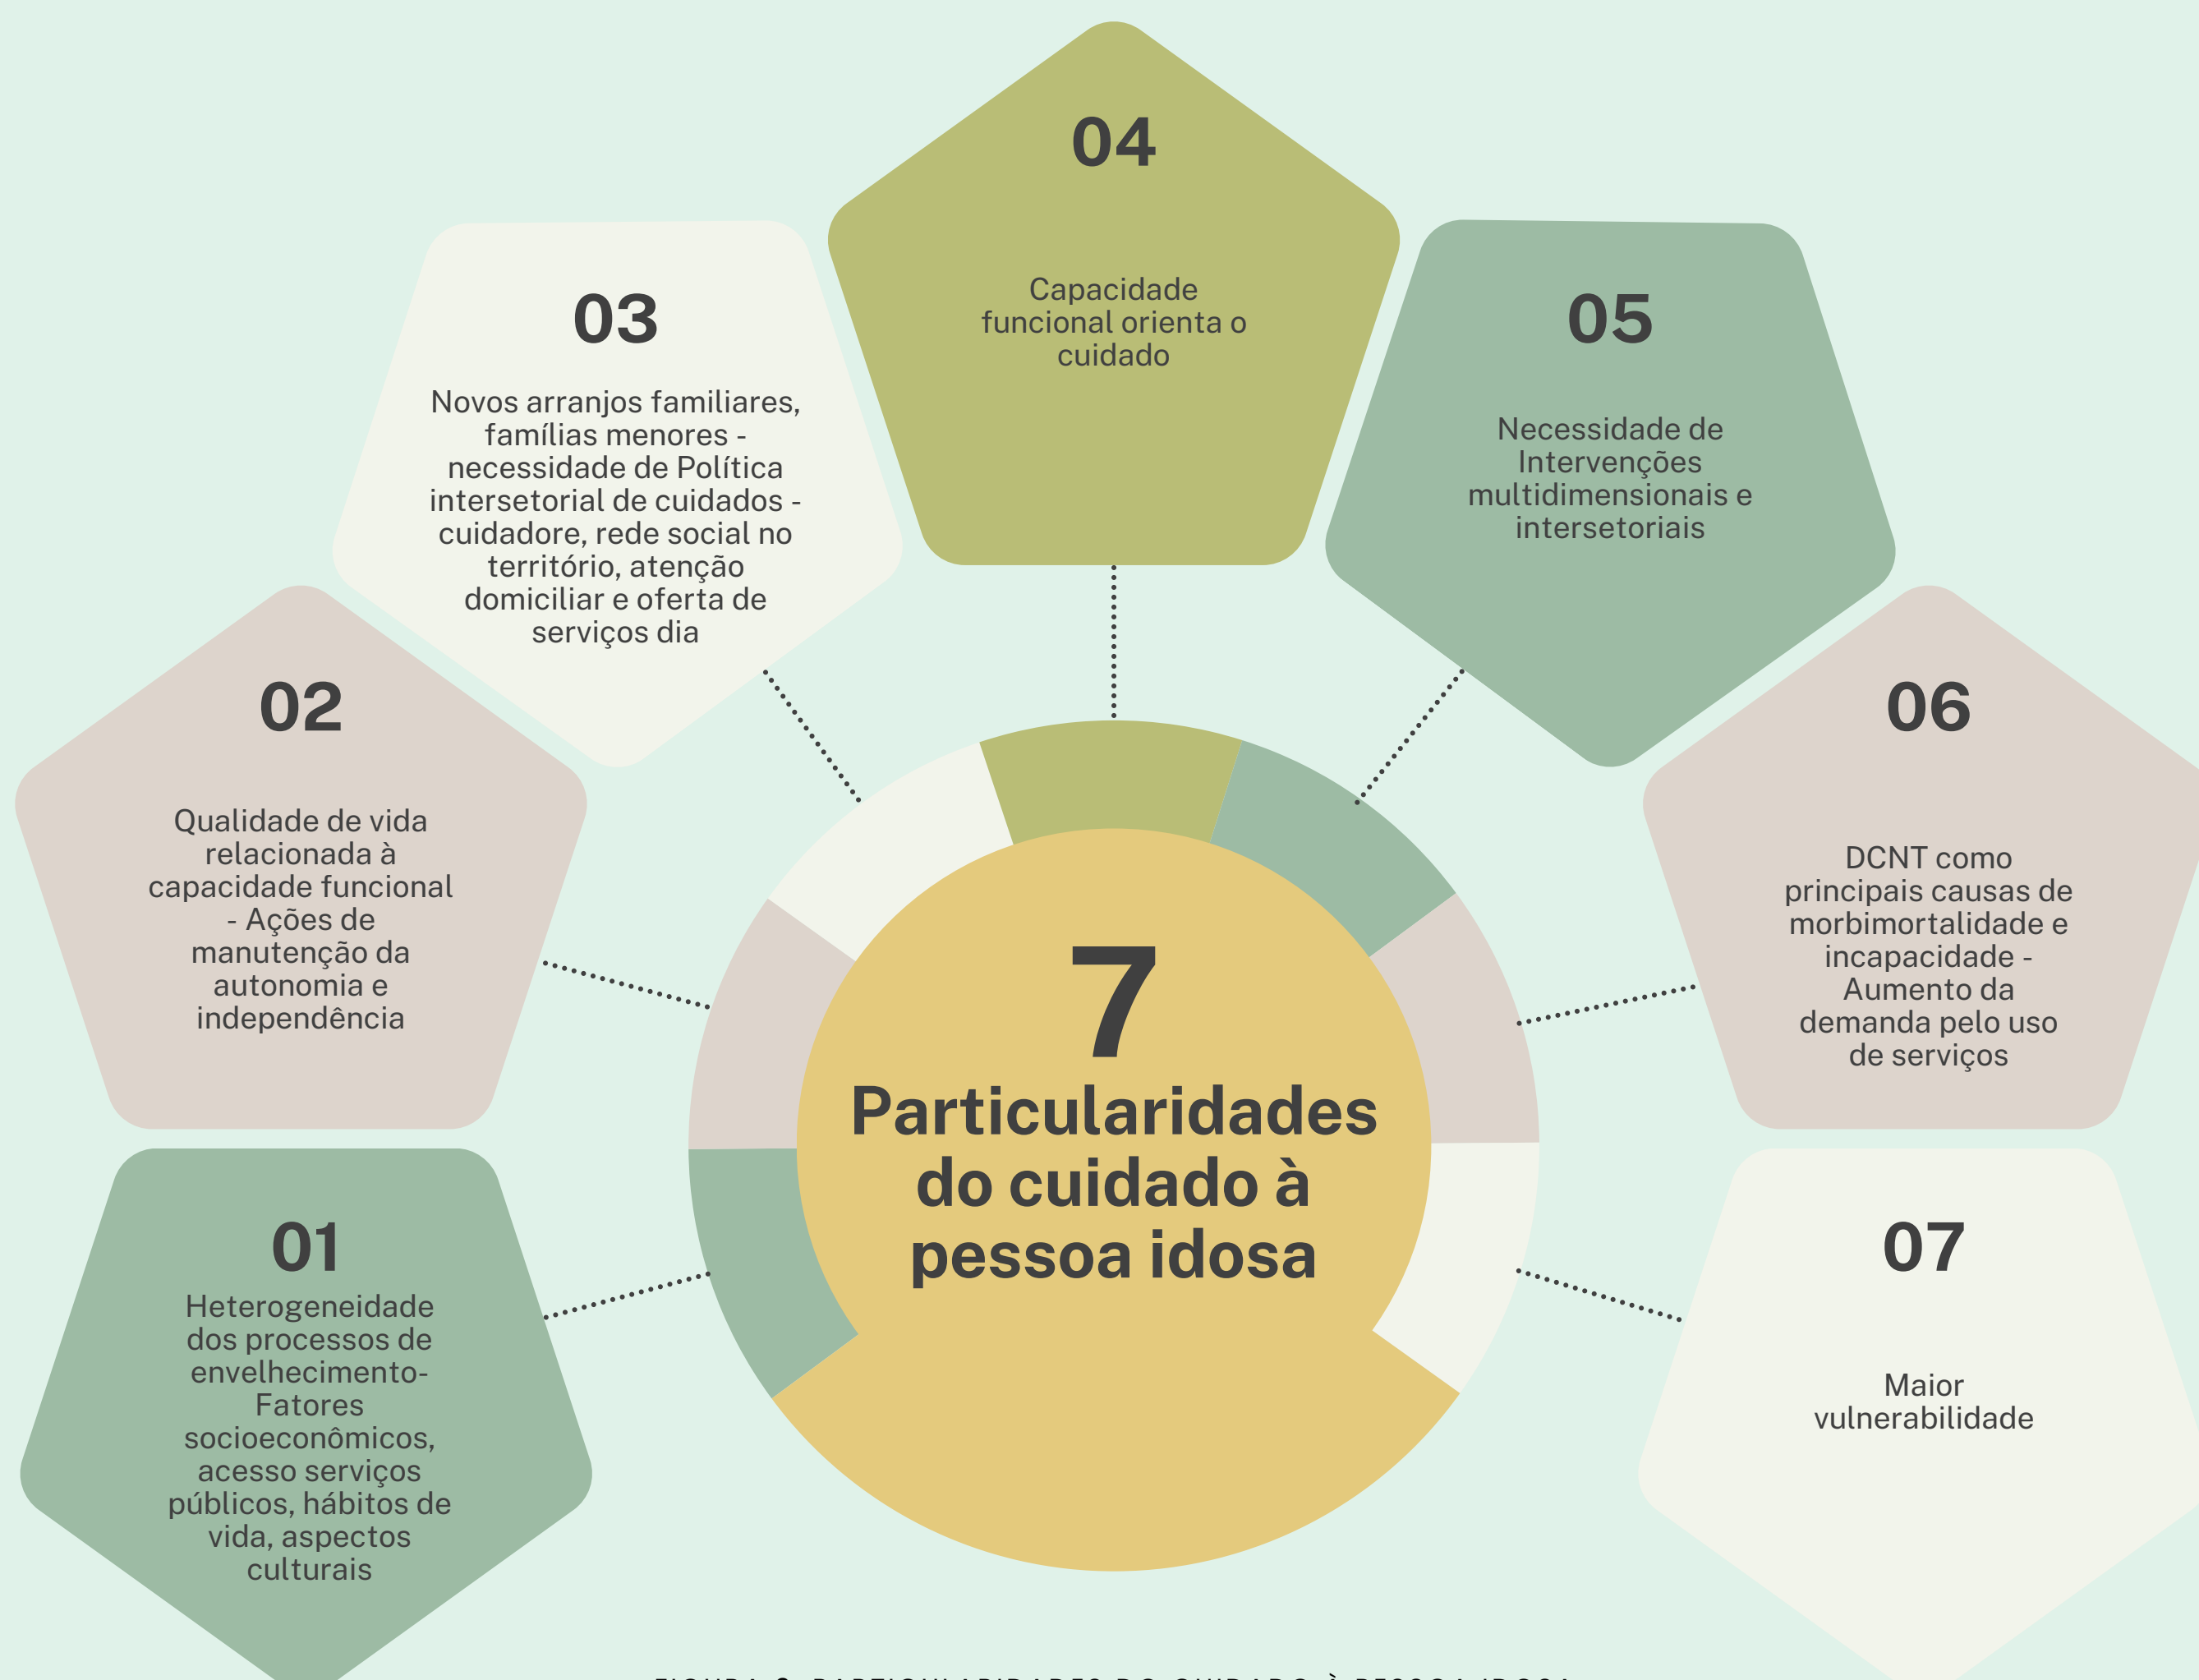 04
Capacidade
funcional orienta o
cuidado
03
Novos arranjos familiares,
famílias menores -
necessidade de Política
intersetorial de cuidados -
cuidadore, rede social no
território, atenção
domiciliar e oferta de
serviços dia
05
Necessidade de
Intervenções
multidimensionais e
intersetoriais
02
Qualidade de vida
relacionada à
capacidade funcional
- Ações de
manutenção da
autonomia e
independência
06
DCNT como
principais causas de
morbimortalidade e
incapacidade -
Aumento da
demanda pelo uso
de serviços
7
Particularidades
do cuidado à
pessoa idosa
01
Heterogeneidade
dos processos de
envelhecimento-
Fatores
socioeconômicos,
acesso serviços
públicos, hábitos de
vida, aspectos
culturais
07
Maior
vulnerabilidade